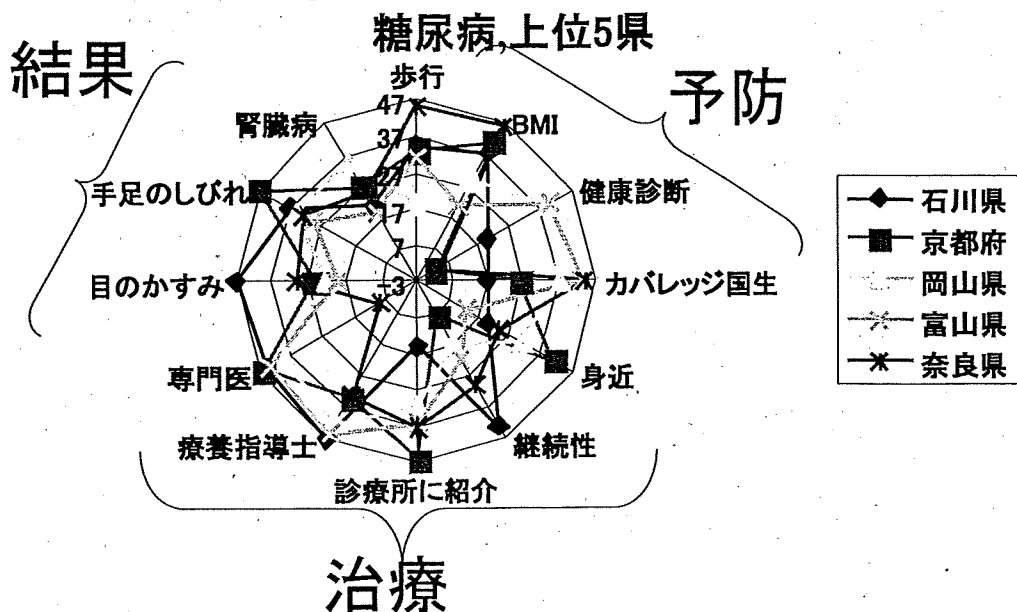 糖尿病,上位5県
結果
予防
歩行
47
BMI
37
腎臓病
27
健康診断
手足のしびれ
17
7
カバレッジ国生
目のかすみ
-3
専門医
身近
療養指導士
継続性
診療所に紹介
治療
石川県
京都府
岡山県
富山県
奈良県